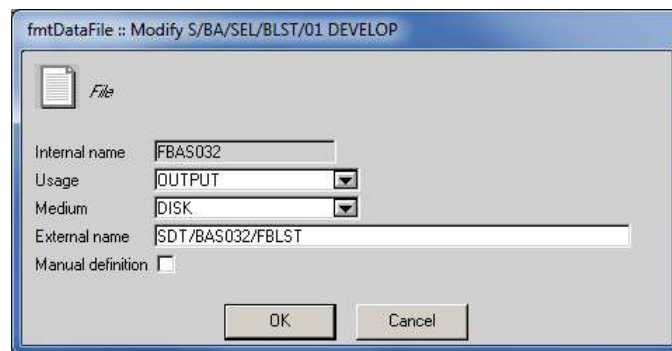 fmtDataFile :: Modify S/BA/SEL/BLST/01 DEVELOP
File
Internal name FBAS032
Usage OUTPUT
Medium DISK
External name SDT/BAS032/FBLST
Manual definition
OK Cancel